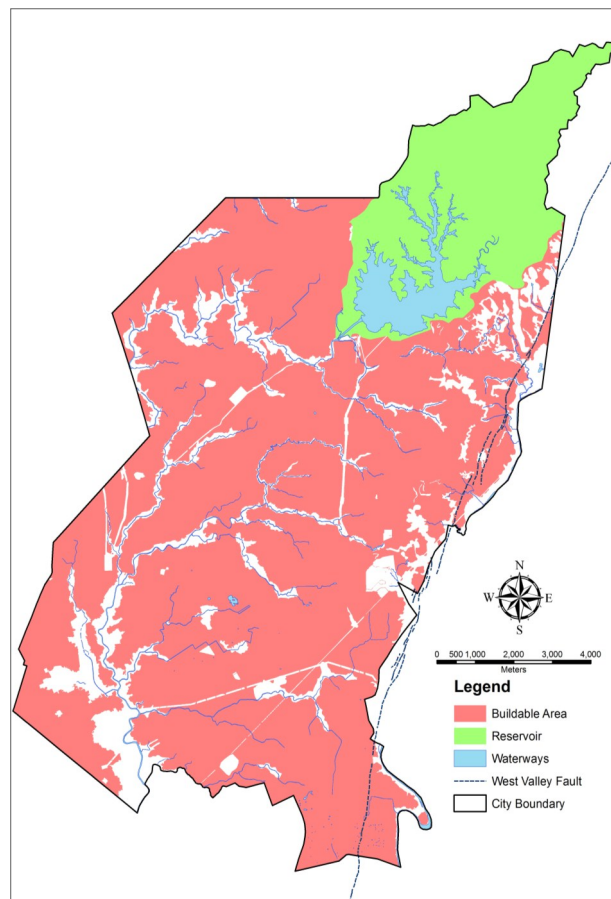 N
W E
S
0 500 1,000 2,000 3,000 4,000
Meters
Legend
Buildable Area
Reservoir
Waterways
West Valley Fault
City Boundary